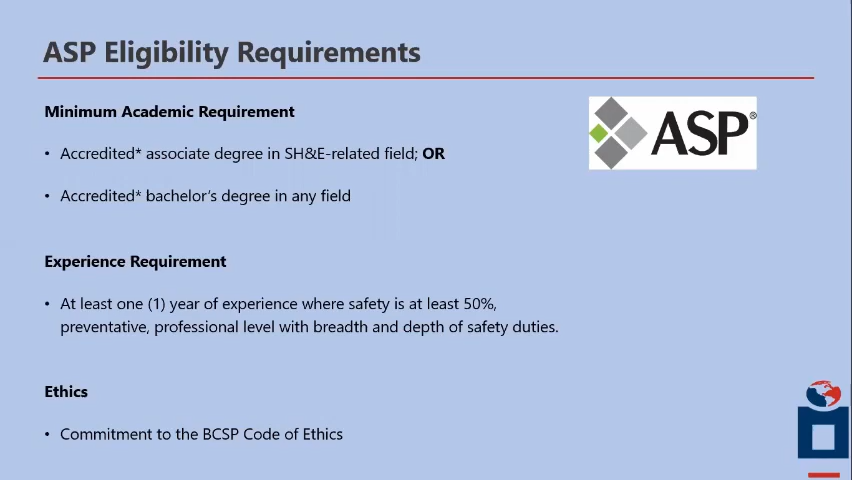 ASP Eligibility Requirements
Minimum Academic Requirement
ASP®
• Accredited* associate degree in SH&E-related field; OR
• Accredited* bachelor’s degree in any field
Experience Requirement
• At least one (1) year of experience where safety is at least 50%,
preventative, professional level with breadth and depth of safety duties.
Ethics
• Commitment to the BCSP Code of Ethics